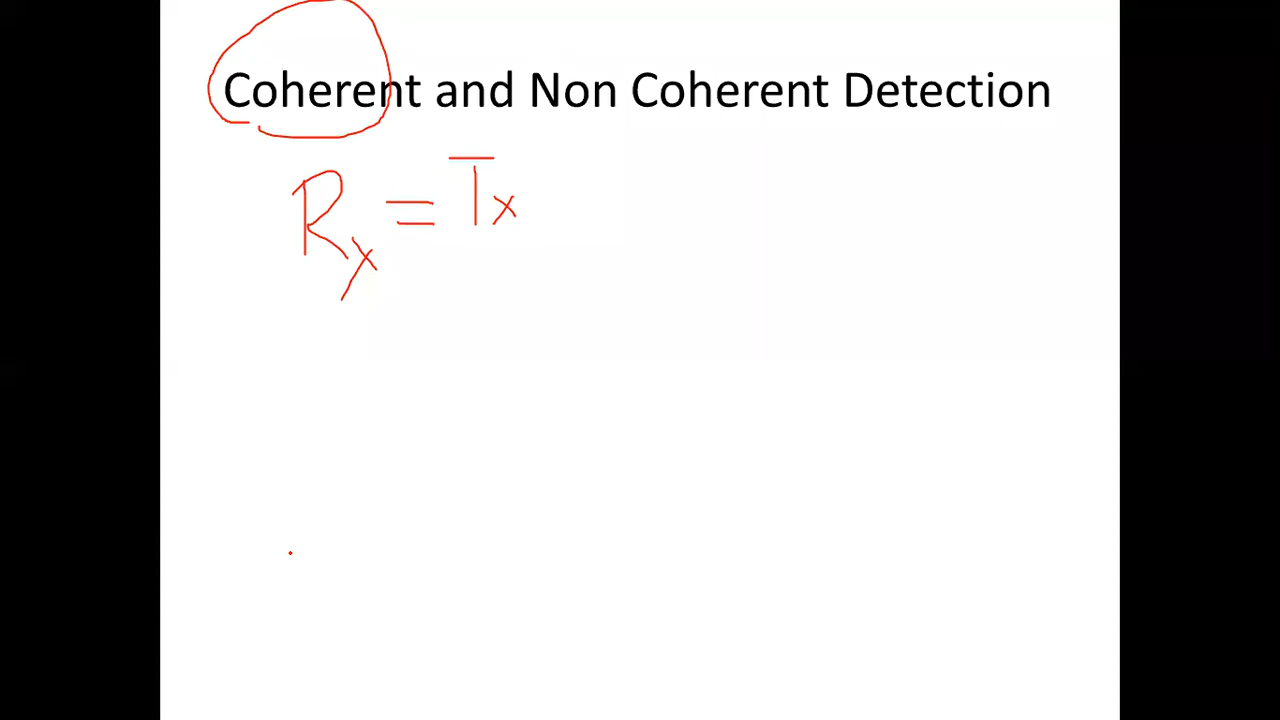 Coherent and Non Coherent Detection
Rx = Tx